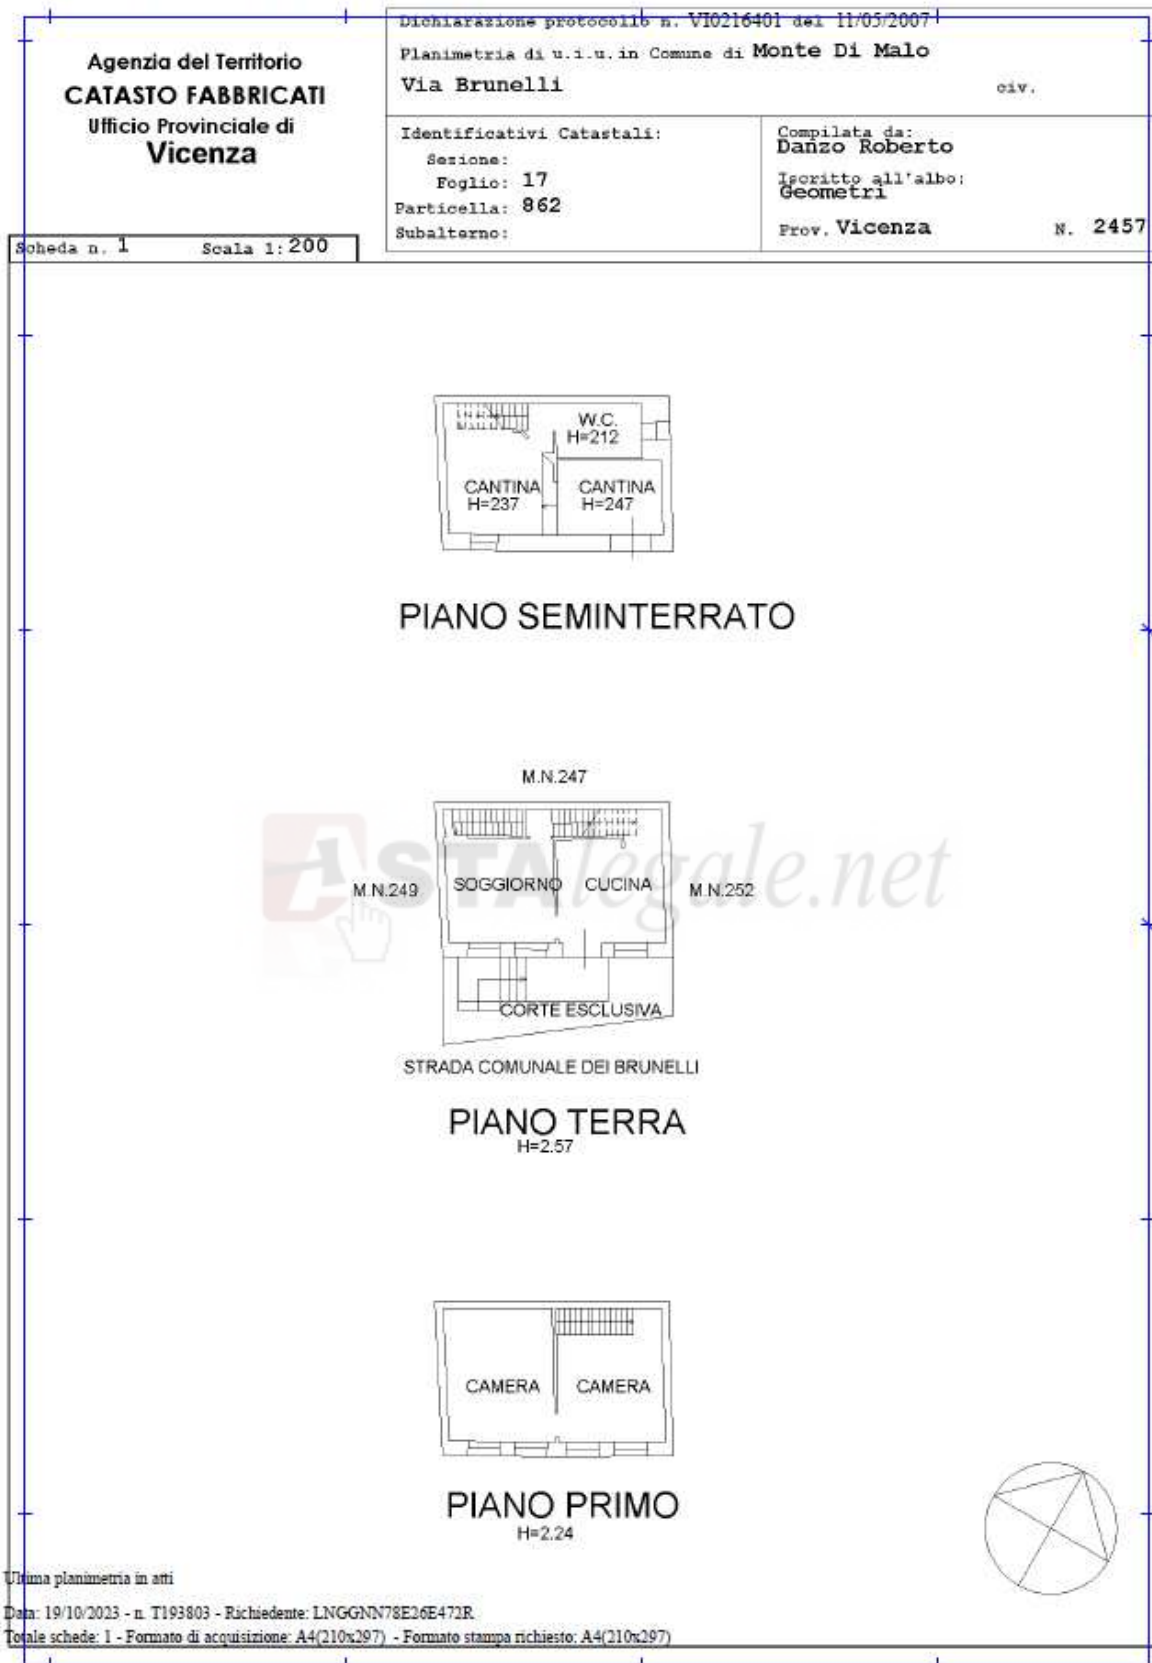 Dichiarazione protocollo n. VI0216401 del 11/05/2007
Agenzia del Territorio
CATASTO FABBRICATI
Ufficio Provinciale di
Vicenza
Planimetria di u.i.u. in Comune di Monte Di Malo
Via Brunelli civ.
Identificativi Catastali:
Sezione:
Foglio: 17
Particella: 862
Subalterno:
Compilata da:
Danzo Roberto
Iscritto all'albo:
Geometri
Prov. Vicenza N. 2457
Scheda n. 1 Scala 1:200
W.C.
H=212
CANTINA
H=237
CANTINA
H=247
PIANO SEMINTERRATO
M.N.247
ASTAlegale.net
M.N.249
SOGGIORNO
CUCINA
M.N.252
CORTE ESCLUSIVA
STRADA COMUNALE DEI BRUNELLI
PIANO TERRA
H=2.57
CAMERA
CAMERA
PIANO PRIMO
H=2.24
Ultima planimetria in atti
Data: 19/10/2023 - n. T193803 - Richiedente: LNGGNN78E26E472R
Totale schede: 1 - Formato di acquisizione: A4(210x297) - Formato stampa richiesto: A4(210x297)